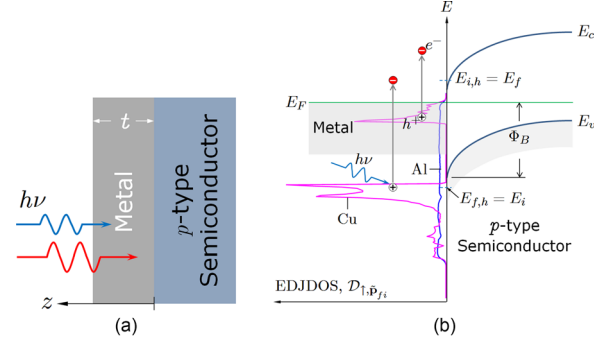 t
hν
Metal
p-type
Semiconductor
z
(a)
E
E_c
e⁻
E_{i,h} = E_f
E_F
Metal
h⁺
E_v
Φ_B
hν
Al
Cu
E_{f,h} = E_i
p-type
Semiconductor
EDJDOS, 𝒟_{↑,p̃_{fi}}
(b)